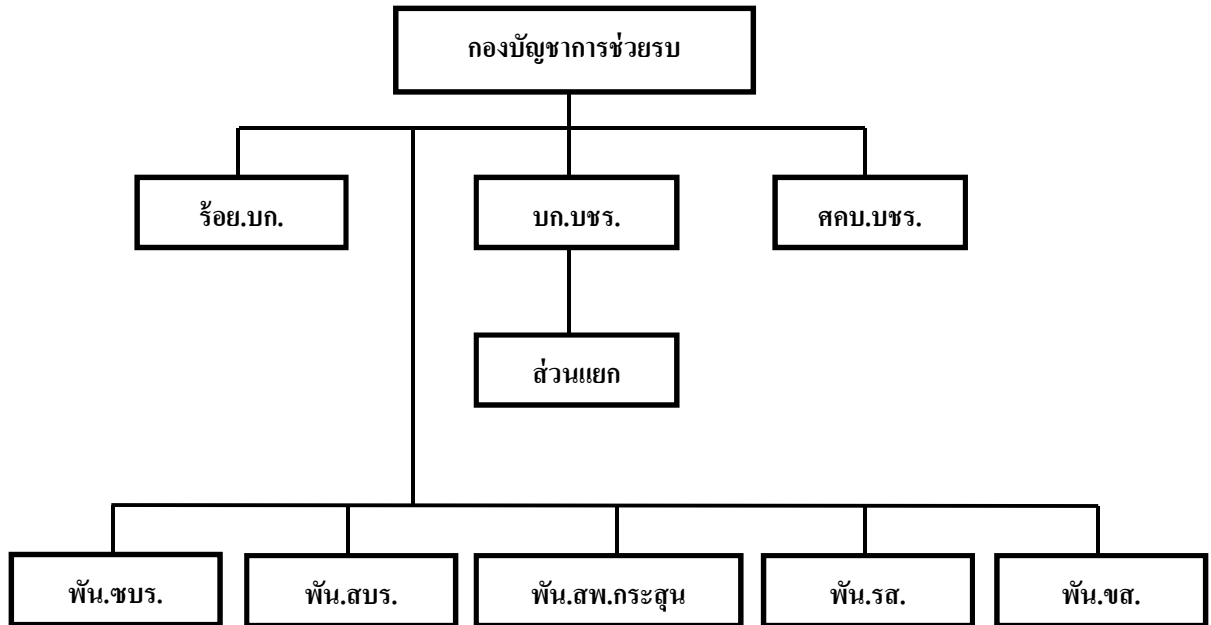 กองบัญชาการช่วยรบ
ร้อย.บก.
บก.บชร.
ศคบ.บชร.
ส่วนแยก
พัน.ซบร.
พัน.สบร.
พัน.สพ.กระสุน
พัน.รส.
พัน.ขส.